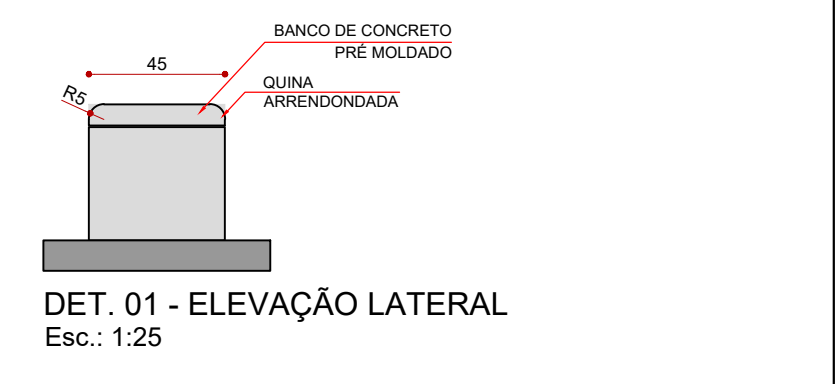 BANCO DE CONCRETO
PRÉ MOLDADO
45
QUINA
ARRENDONDADA
R5
DET. 01 - ELEVAÇÃO LATERAL
Esc.: 1:25